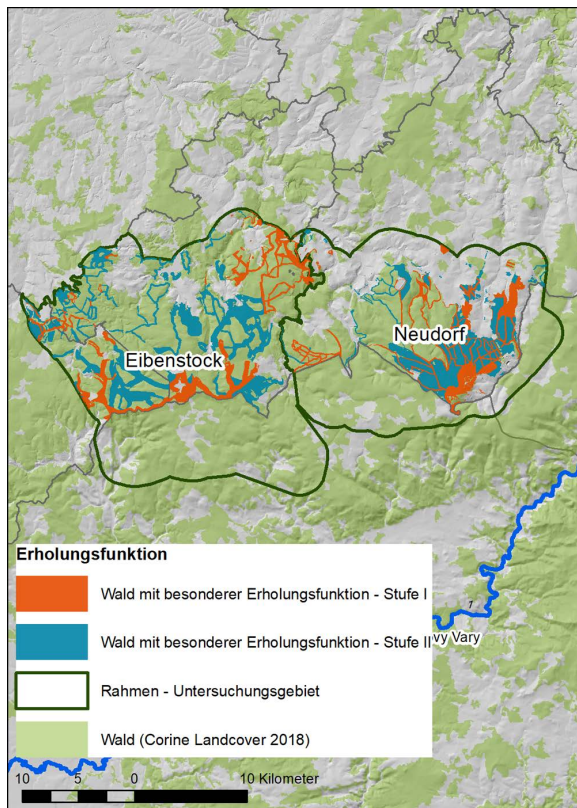 Neudorf
Eibenstock
Erholungsfunktion
Wald mit besonderer Erholungsfunktion - Stufe I
1
Wald mit besonderer Erholungsfunktion - Stufe II
vy Vary
Rahmen - Untersuchungsgebiet
Wald (Corine Landcover 2018)
10 5 0 10 Kilometer